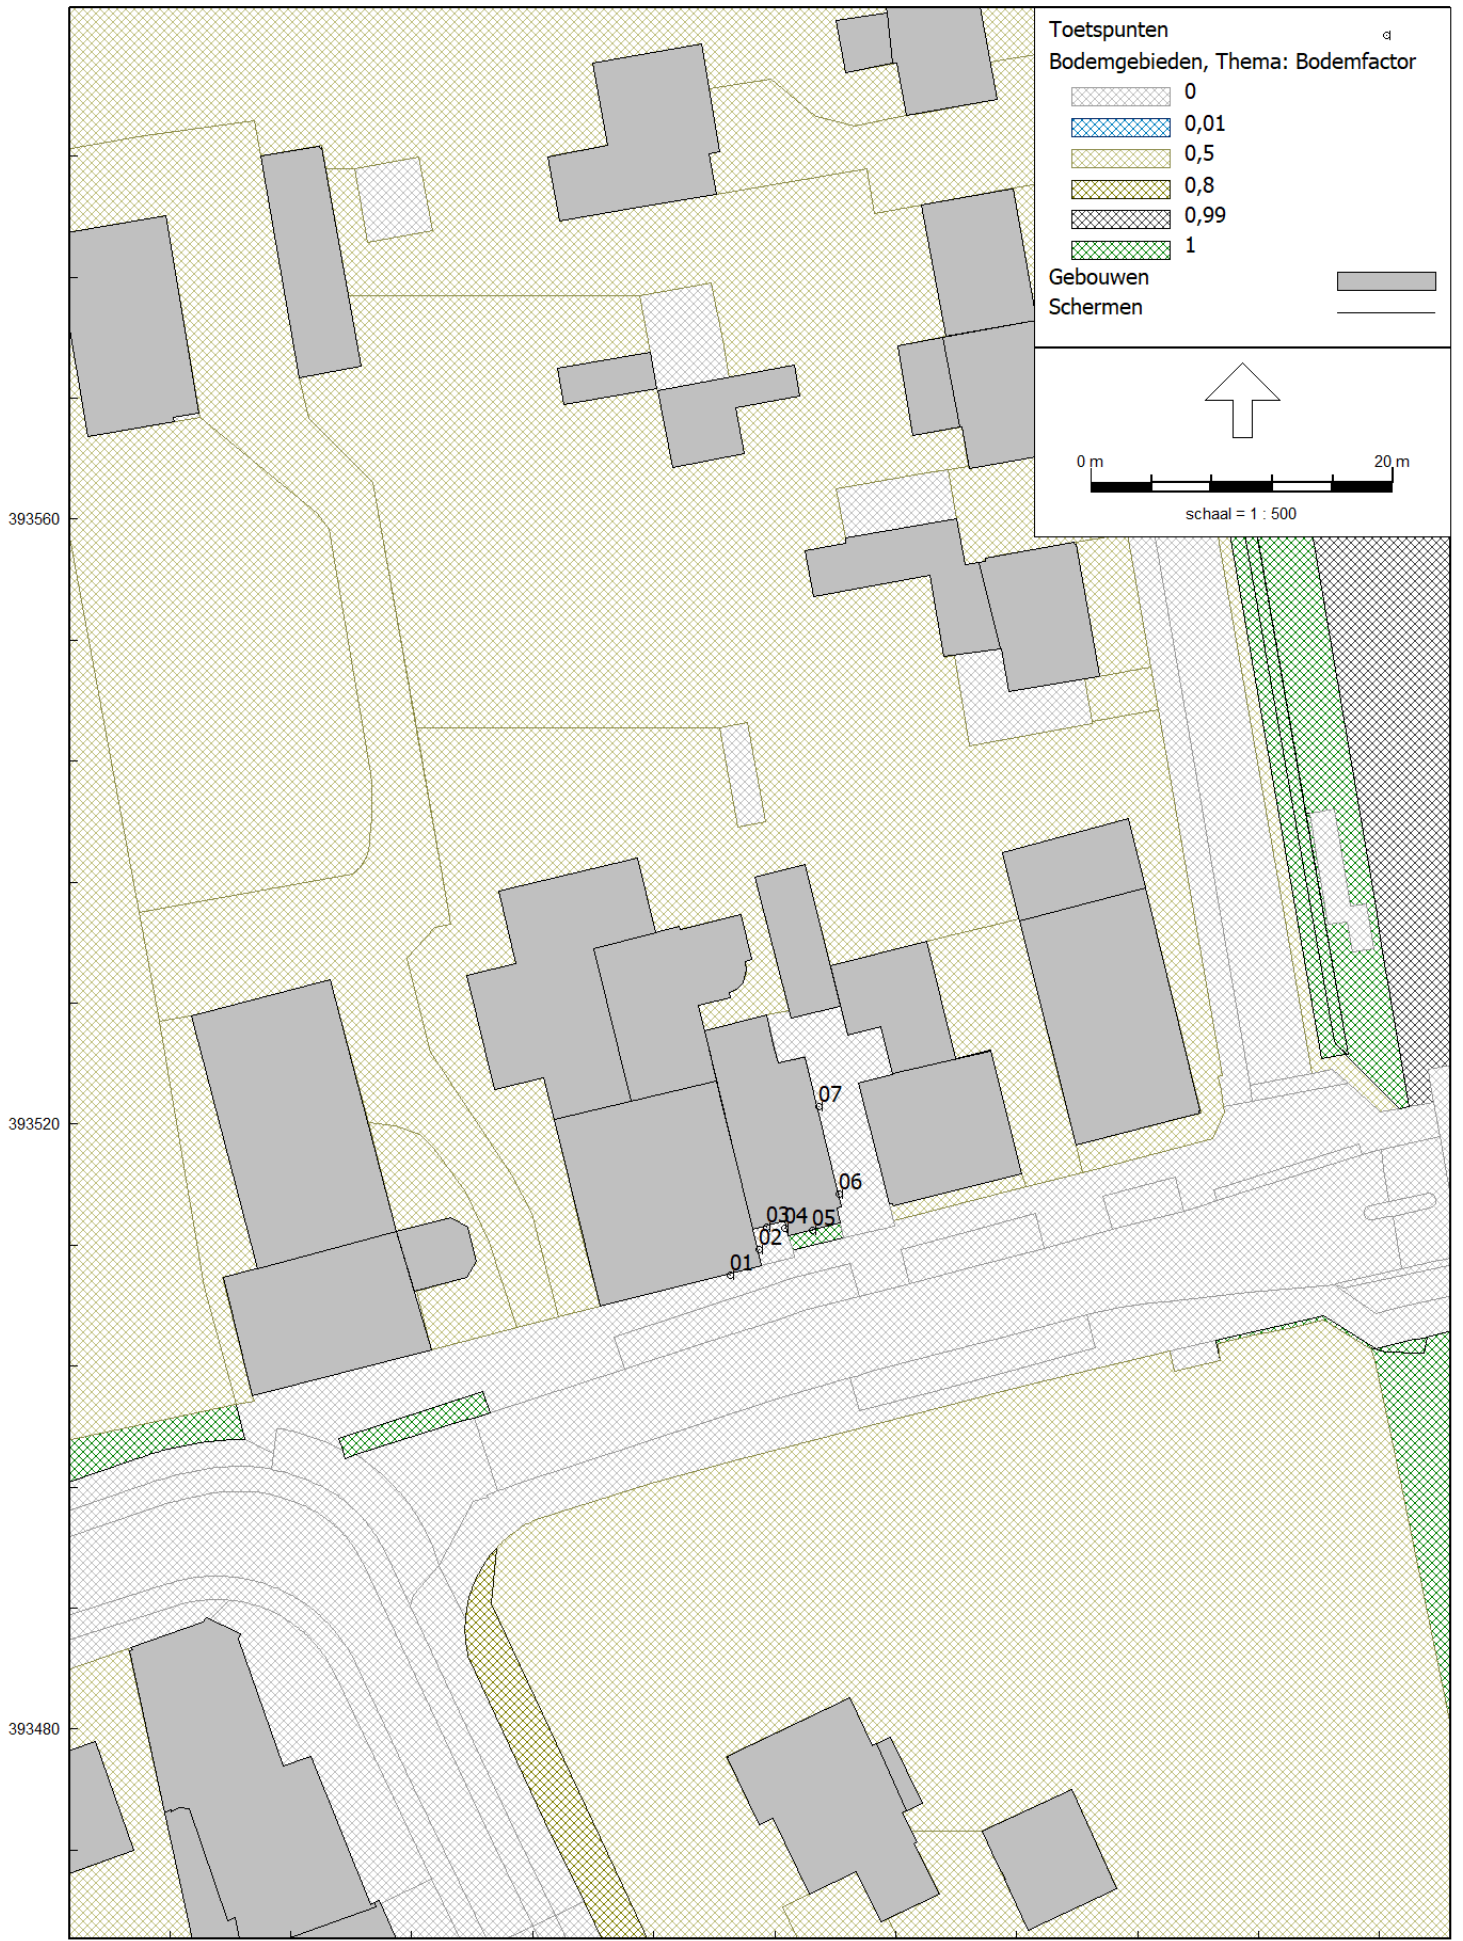 Toetspunten
Bodemgebieden, Thema: Bodemfactor
0
0,01
0,5
0,8
0,99
1
Gebouwen
Schermen
0 m 20 m
schaal = 1 : 500
393560
393520
393480
07
06
03 04 05
02
01